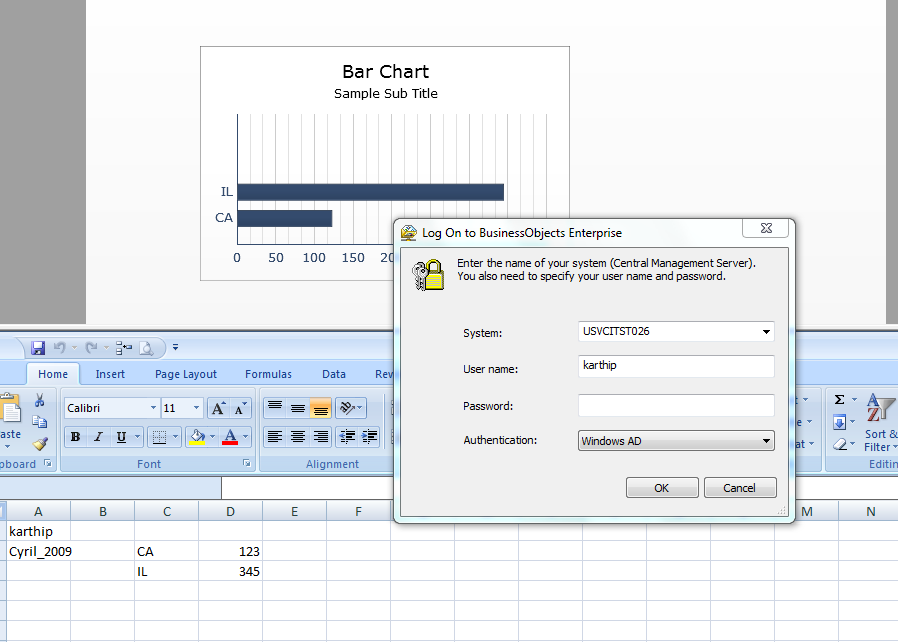 Bar Chart
Sample Sub Title
IL
CA
0 50 100 150 20
Log On to BusinessObjects Enterprise
Enter the name of your system (Central Management Server).
You also need to specify your user name and password.
System: USVCITST026
User name: karthip
Password:
Authentication: Windows AD
OK Cancel
Home Insert Page Layout Formulas Data Rev
Calibri 11 A A
aste
B I U A
Σ A Z
Sort &
Filter
e
at
pboard Font Alignment Editin
A B C D E F M N
karthip
Cyril_2009 CA 123
IL 345